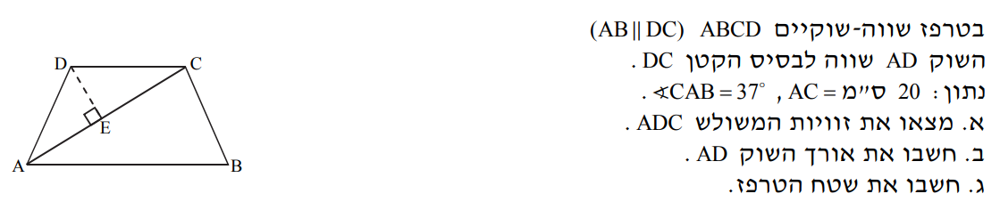 בטרפז שווה-שוקיים ABCD (AB || DC)
השוק AD שווה לבסיס הקטן DC .
נתון: 20 ס"מ = AC , ∢CAB = 37° .
א. מצאו את זוויות המשולש ADC .
ב. חשבו את אורך השוק AD .
ג. חשבו את שטח הטרפז.
D
C
E
A
B